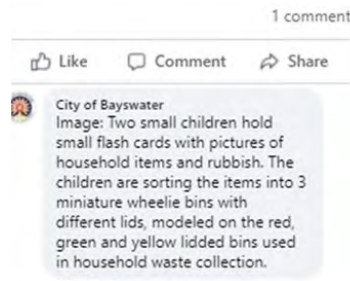 1 comment
Like Comment Share
City of Bayswater
Image: Two small children hold
small flash cards with pictures of
household items and rubbish. The
children are sorting the items into 3
miniature wheelie bins with
different lids, modeled on the red,
green and yellow lidded bins used
in household waste collection.